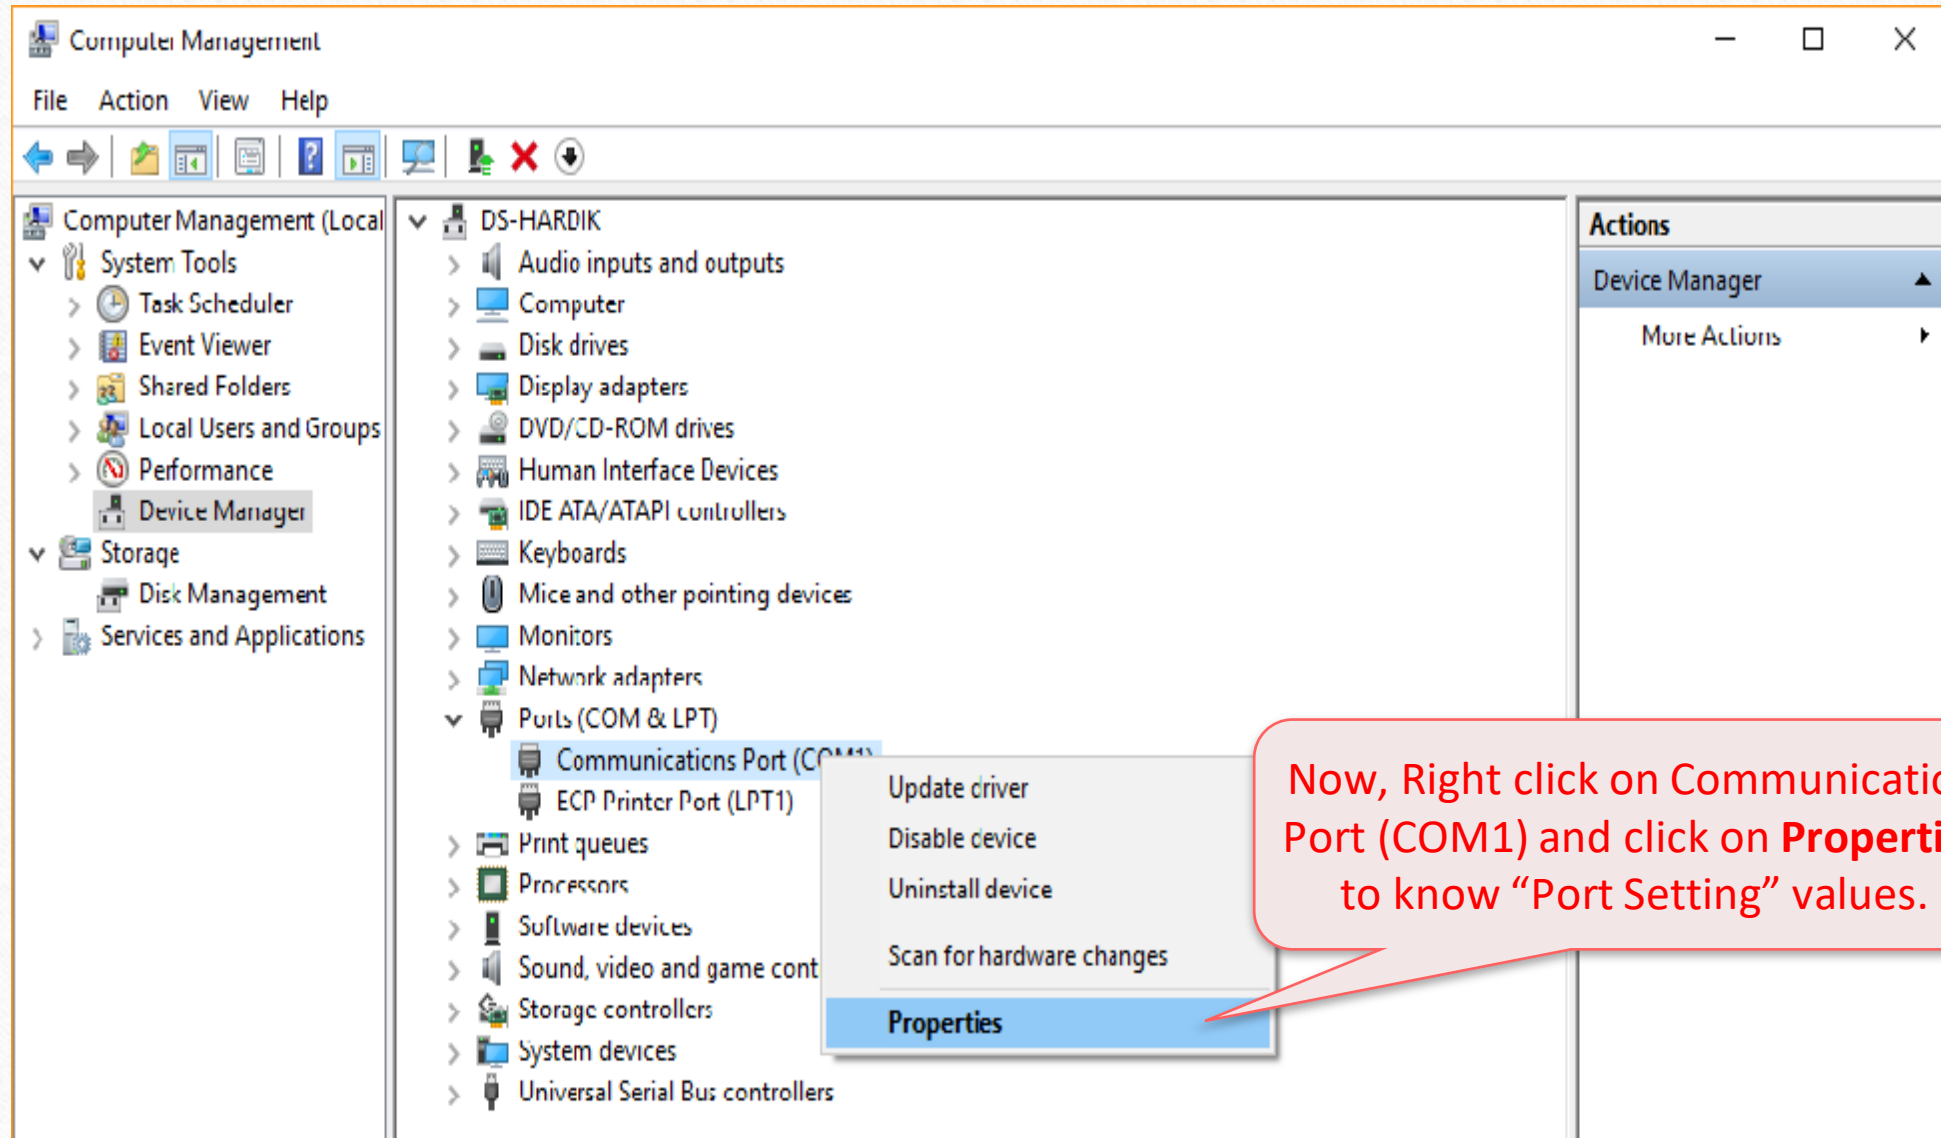 Computer Management
File Action View Help
Computer Management (Local
System Tools
Task Scheduler
Event Viewer
Shared Folders
Local Users and Groups
Performance
Device Manager
Storage
Disk Management
Services and Applications
DS-HARDIK
Audio inputs and outputs
Computer
Disk drives
Display adapters
DVD/CD-ROM drives
Human Interface Devices
IDE ATA/ATAPI controllers
Keyboards
Mice and other pointing devices
Monitors
Network adapters
Ports (COM & LPT)
Communications Port (COM1)
ECP Printer Port (LPT1)
Print queues
Processors
Software devices
Sound, video and game cont
Storage controllers
System devices
Universal Serial Bus controllers
Update driver
Disable device
Uninstall device
Scan for hardware changes
Properties
Actions
Device Manager
More Actions
Now, Right click on Communicatio
Port (COM1) and click on Properti
to know “Port Setting” values.